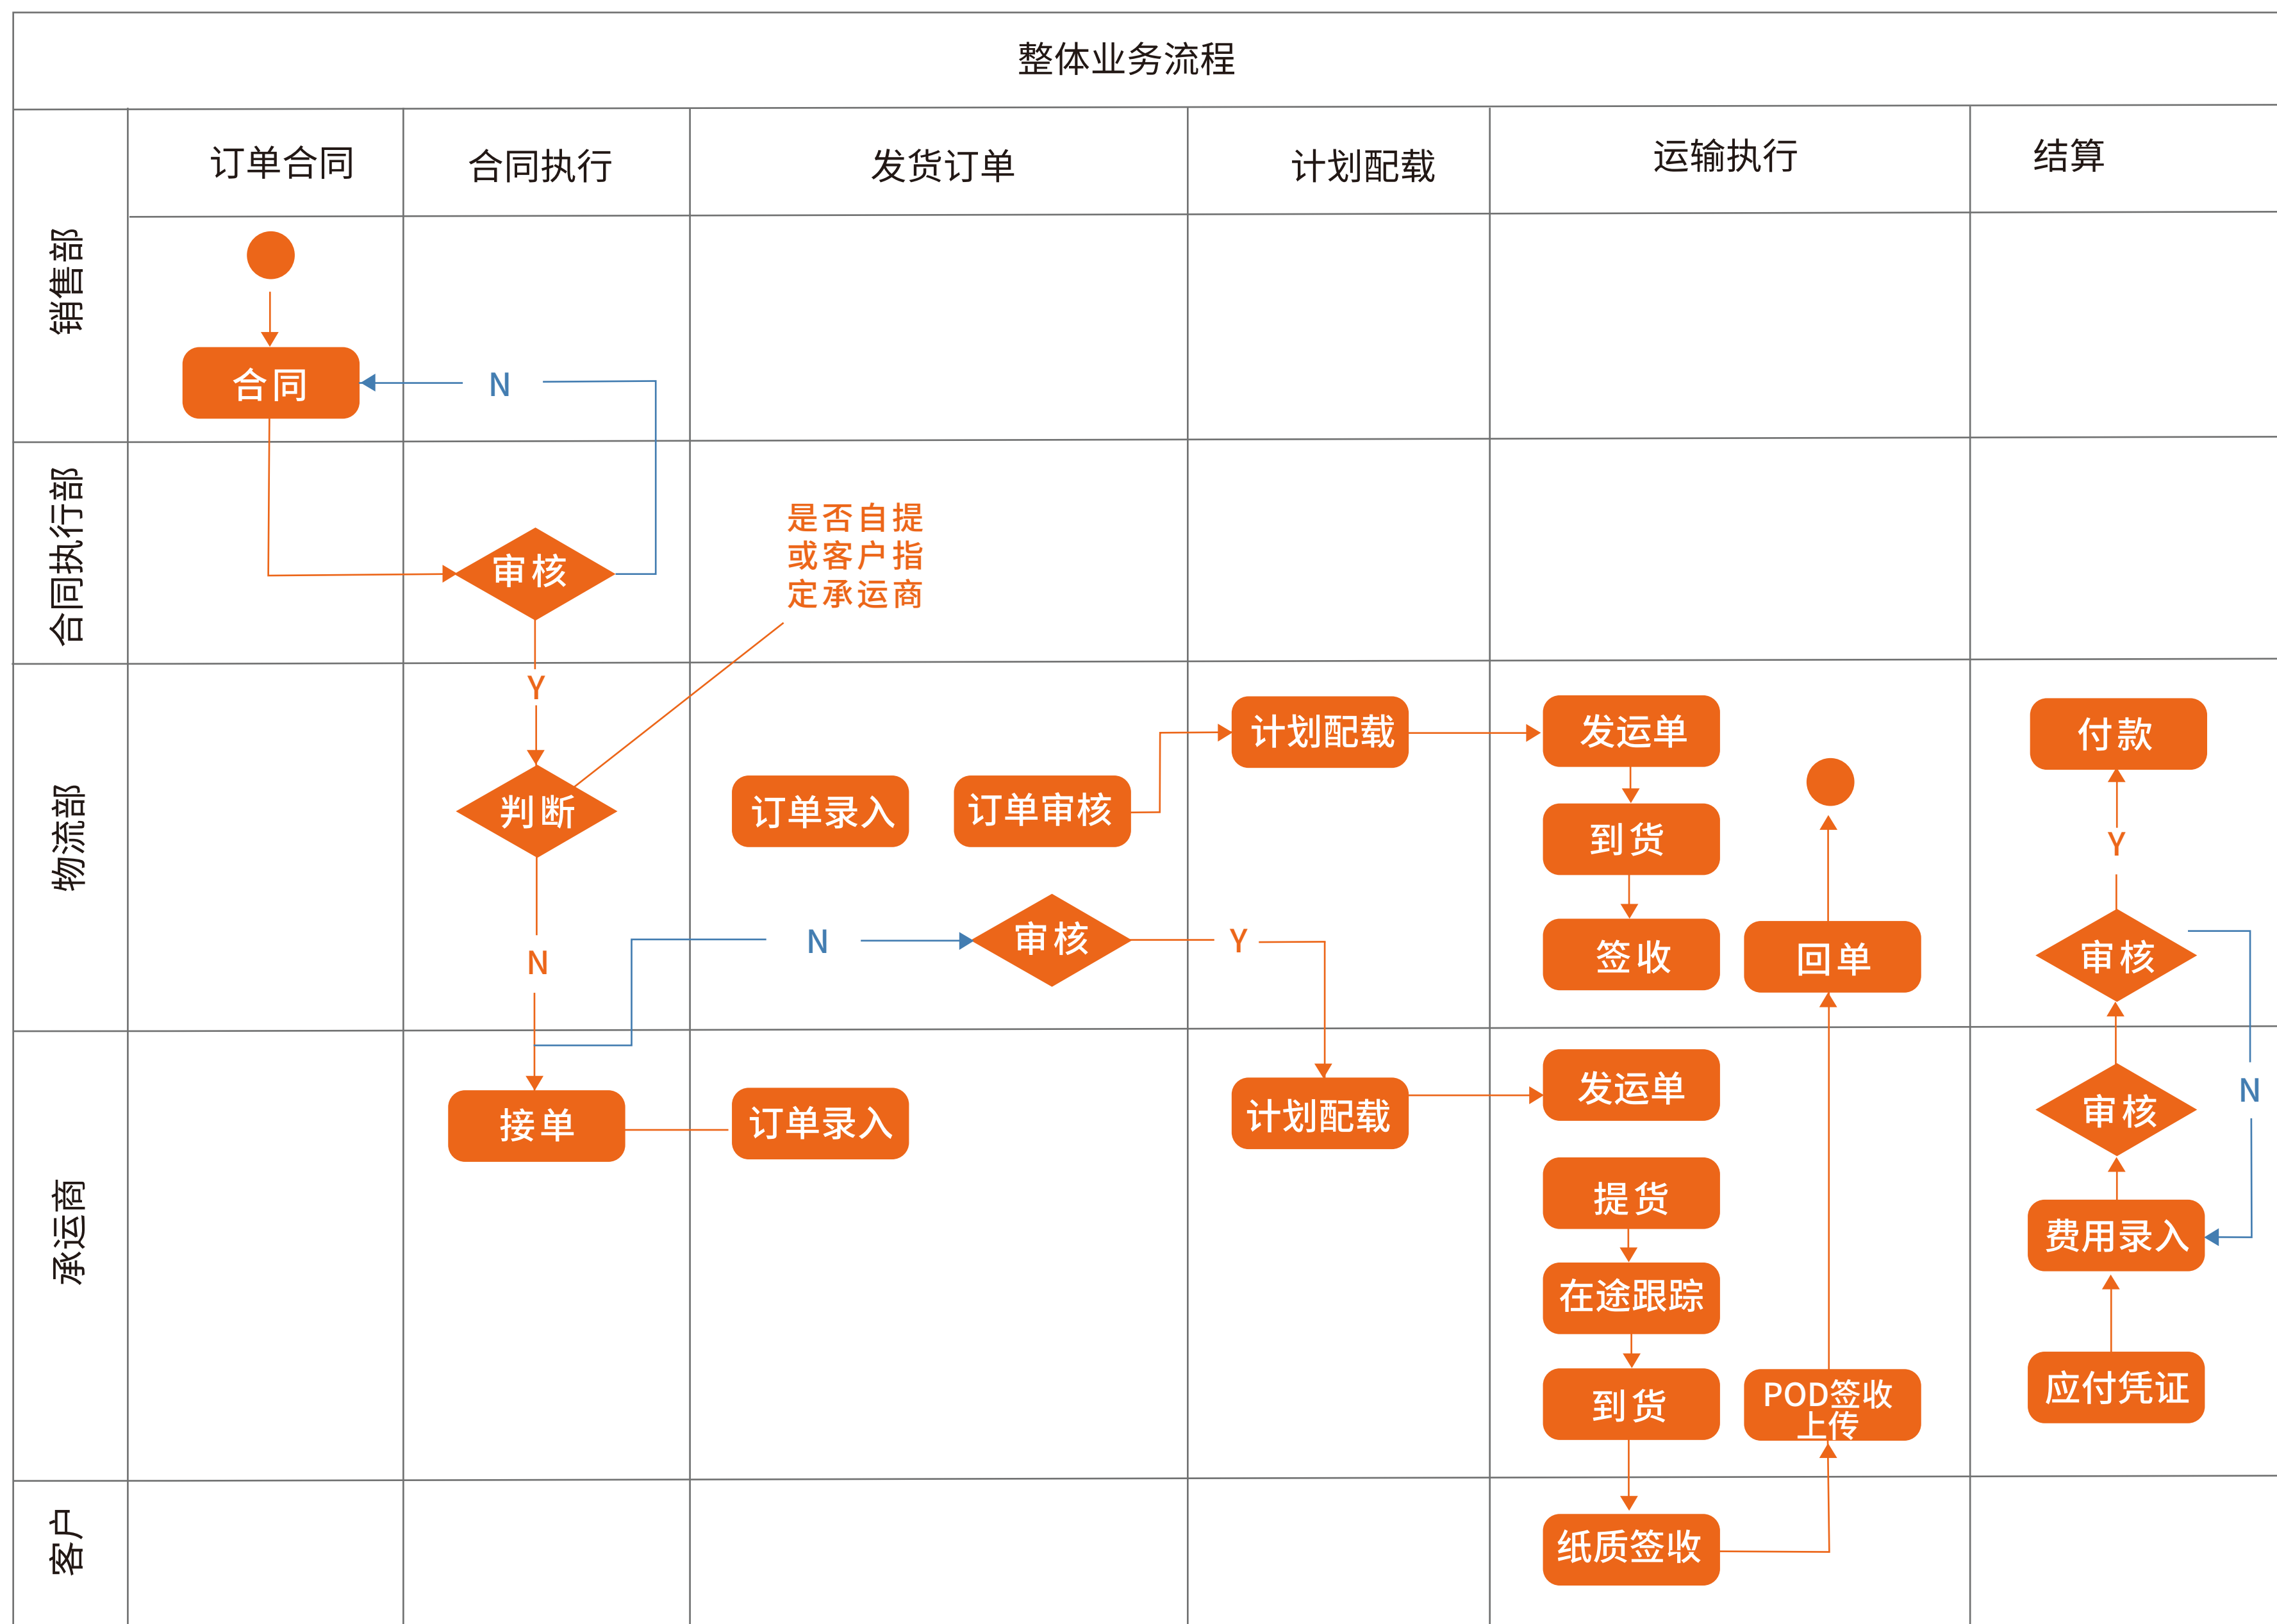 整体业务流程
订单合同
合同执行
发货订单
计划配载
运输执行
结算
销售部
合同
N
合同执行部
审核
是否自提
或客户指
定承运商
物流部
Y
判断
N
订单录入
订单审核
N
审核
Y
计划配载
发运单
到货
签收
回单
付款
Y
审核
承运商
接单
订单录入
计划配载
发运单
提货
在途跟踪
到货
POD签收
上传
审核
N
费用录入
应付凭证
客户
纸质签收